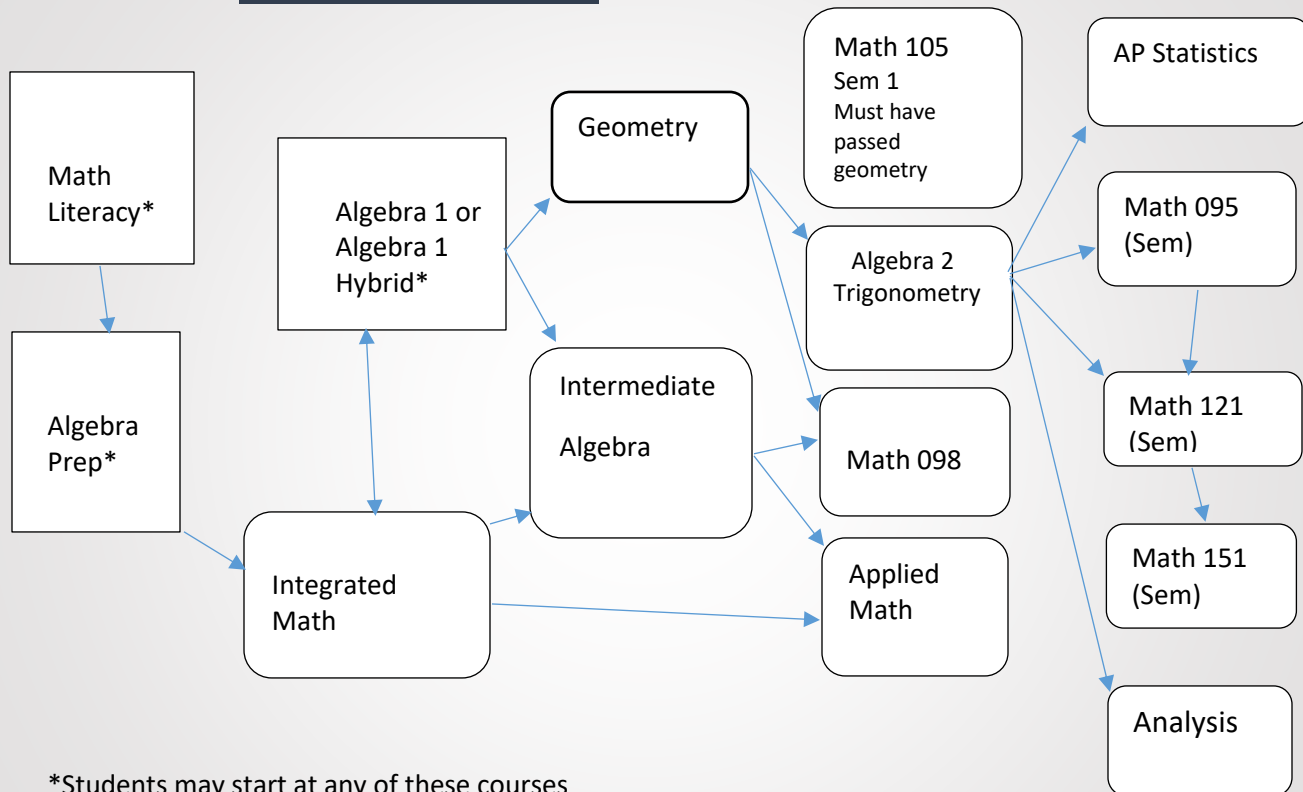 Math
Literacy*
Algebra
Prep*
Algebra 1 or
Algebra 1
Hybrid*
Integrated
Math
Geometry
Intermediate
Algebra
Math 105
Sem 1
Must have
passed
geometry
Algebra 2
Trigonometry
Math 098
Applied
Math
AP Statistics
Math 095
(Sem)
Math 121
(Sem)
Math 151
(Sem)
Analysis
*Students may start at any of these courses